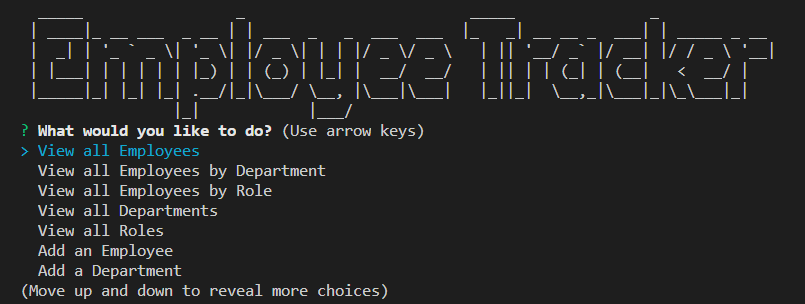 Employee Tracker
? What would you like to do? (Use arrow keys)
> View all Employees
View all Employees by Department
View all Employees by Role
View all Departments
View all Roles
Add an Employee
Add a Department
(Move up and down to reveal more choices)